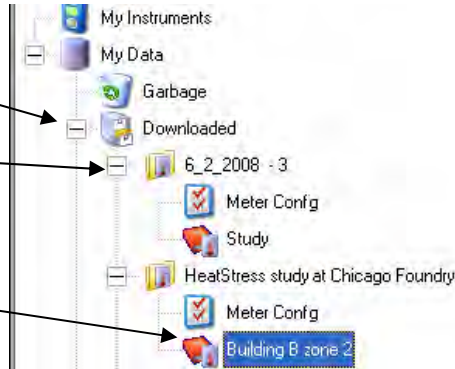 My Instruments
My Data
Garbage
Downloaded
6_2_2008 - 3
Meter Confg
Study
HeatStress study at Chicago Foundry
Meter Confg
Building B zone 2